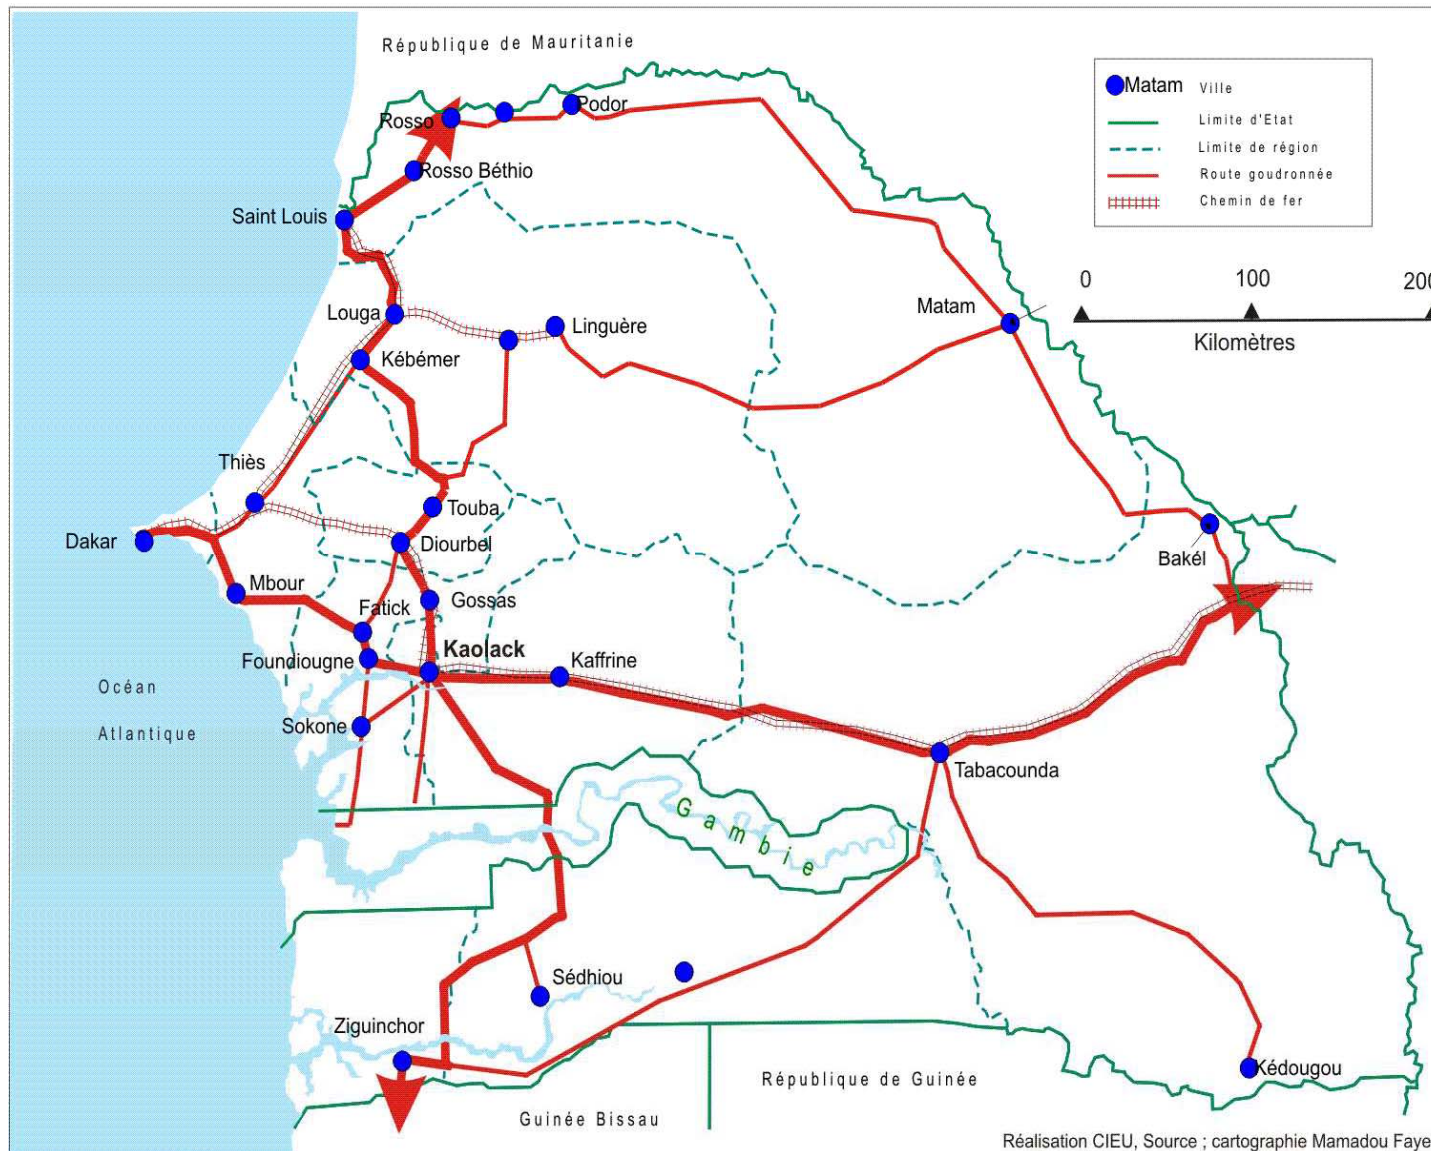 République de Mauritanie
Matam Ville
Limite d'Etat
Limite de région
Route goudronnée
Chemin de fer
0 100 200
Kilomètres
Podor
Rosso
Rosso Béthio
Saint Louis
Louga
Linguère
Matam
Kébémer
Thiès
Touba
Dakar
Diourbel
Bakél
Mbour
Gossas
Fatick
Kaolack
Foundiougne
Kaffrine
Océan
Atlantique
Sokone
Tabacounda
Gambie
Sédhiou
Ziguinchor
Kédougou
République de Guinée
Guinée Bissau
Réalisation CIEU, Source ; cartographie Mamadou Faye